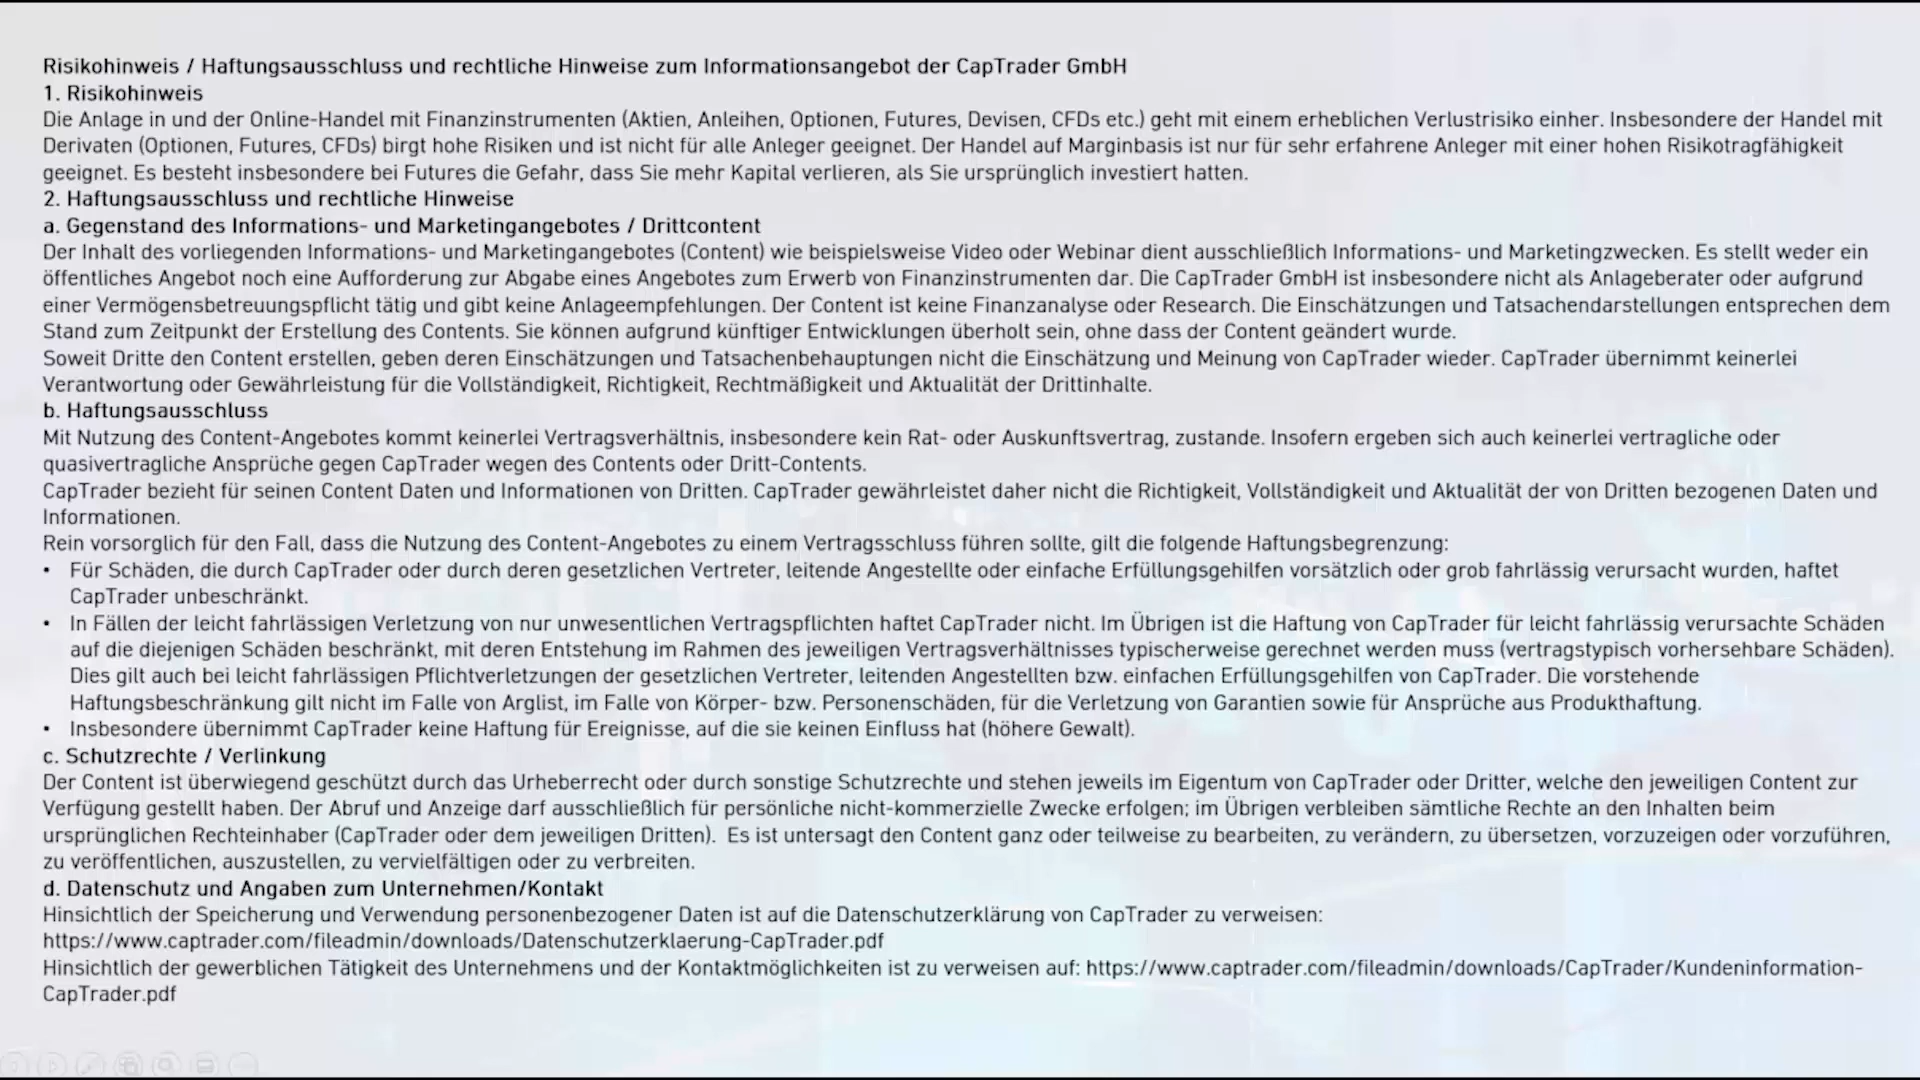 Risikohinweis / Haftungsausschluss und rechtliche Hinweise zum Informationsangebot der CapTrader GmbH
1. Risikohinweis
Die Anlage in und der Online-Handel mit Finanzinstrumenten (Aktien, Anleihen, Optionen, Futures, Devisen, CFDs etc.) geht mit einem erheblichen Verlustrisiko einher. Insbesondere der Handel mit
Derivaten (Optionen, Futures, CFDs) birgt hohe Risiken und ist nicht für alle Anleger geeignet. Der Handel auf Marginbasis ist nur für sehr erfahrene Anleger mit einer hohen Risikotragfähigkeit
geeignet. Es besteht insbesondere bei Futures die Gefahr, dass Sie mehr Kapital verlieren, als Sie ursprünglich investiert hatten.
2. Haftungsausschluss und rechtliche Hinweise
a. Gegenstand des Informations- und Marketingangebotes / Drittcontent
Der Inhalt des vorliegenden Informations- und Marketingangebotes (Content) wie beispielsweise Video oder Webinar dient ausschließlich Informations- und Marketingzwecken. Es stellt weder ein
öffentliches Angebot noch eine Aufforderung zur Abgabe eines Angebotes zum Erwerb von Finanzinstrumenten dar. Die CapTrader GmbH ist insbesondere nicht als Anlageberater oder aufgrund
einer Vermögensbetreuungspflicht tätig und gibt keine Anlageempfehlungen. Der Content ist keine Finanzanalyse oder Research. Die Einschätzungen und Tatsachendarstellungen entsprechen dem
Stand zum Zeitpunkt der Erstellung des Contents. Sie können aufgrund künftiger Entwicklungen überholt sein, ohne dass der Content geändert wurde.
Soweit Dritte den Content erstellen, geben deren Einschätzungen und Tatsachenbehauptungen nicht die Einschätzung und Meinung von CapTrader wieder. CapTrader übernimmt keinerlei
Verantwortung oder Gewährleistung für die Vollständigkeit, Richtigkeit, Rechtmäßigkeit und Aktualität der Drittinhalte.
b. Haftungsausschluss
Mit Nutzung des Content-Angebotes kommt keinerlei Vertragsverhältnis, insbesondere kein Rat- oder Auskunftsvertrag, zustande. Insofern ergeben sich auch keinerlei vertragliche oder
quasivertragliche Ansprüche gegen CapTrader wegen des Contents oder Dritt-Contents.
CapTrader bezieht für seinen Content Daten und Informationen von Dritten. CapTrader gewährleistet daher nicht die Richtigkeit, Vollständigkeit und Aktualität der von Dritten bezogenen Daten und
Informationen.
Rein vorsorglich für den Fall, dass die Nutzung des Content-Angebotes zu einem Vertragsschluss führen sollte, gilt die folgende Haftungsbegrenzung:
• Für Schäden, die durch CapTrader oder durch deren gesetzlichen Vertreter, leitende Angestellte oder einfache Erfüllungsgehilfen vorsätzlich oder grob fahrlässig verursacht wurden, haftet
CapTrader unbeschränkt.
• In Fällen der leicht fahrlässigen Verletzung von nur unwesentlichen Vertragspflichten haftet CapTrader nicht. Im Übrigen ist die Haftung von CapTrader für leicht fahrlässig verursachte Schäden
auf die diejenigen Schäden beschränkt, mit deren Entstehung im Rahmen des jeweiligen Vertragsverhältnisses typischerweise gerechnet werden muss (vertragstypisch vorhersehbare Schäden).
Dies gilt auch bei leicht fahrlässigen Pflichtverletzungen der gesetzlichen Vertreter, leitenden Angestellten bzw. einfachen Erfüllungsgehilfen von CapTrader. Die vorstehende
Haftungsbeschränkung gilt nicht im Falle von Arglist, im Falle von Körper- bzw. Personenschäden, für die Verletzung von Garantien sowie für Ansprüche aus Produkthaftung.
• Insbesondere übernimmt CapTrader keine Haftung für Ereignisse, auf die sie keinen Einfluss hat (höhere Gewalt).
c. Schutzrechte / Verlinkung
Der Content ist überwiegend geschützt durch das Urheberrecht oder durch sonstige Schutzrechte und stehen jeweils im Eigentum von CapTrader oder Dritter, welche den jeweiligen Content zur
Verfügung gestellt haben. Der Abruf und Anzeige darf ausschließlich für persönliche nicht-kommerzielle Zwecke erfolgen; im Übrigen verbleiben sämtliche Rechte an den Inhalten beim
ursprünglichen Rechteinhaber (CapTrader oder dem jeweiligen Dritten). Es ist untersagt den Content ganz oder teilweise zu bearbeiten, zu verändern, zu übersetzen, vorzuzeigen oder vorzuführen,
zu veröffentlichen, auszustellen, zu vervielfältigen oder zu verbreiten.
d. Datenschutz und Angaben zum Unternehmen/Kontakt
Hinsichtlich der Speicherung und Verwendung personenbezogener Daten ist auf die Datenschutzerklärung von CapTrader zu verweisen:
https://www.captrader.com/fileadmin/downloads/Datenschutzerklaerung-CapTrader.pdf
Hinsichtlich der gewerblichen Tätigkeit des Unternehmens und der Kontaktmöglichkeiten ist zu verweisen auf: https://www.captrader.com/fileadmin/downloads/CapTrader/Kundeninformation-
CapTrader.pdf